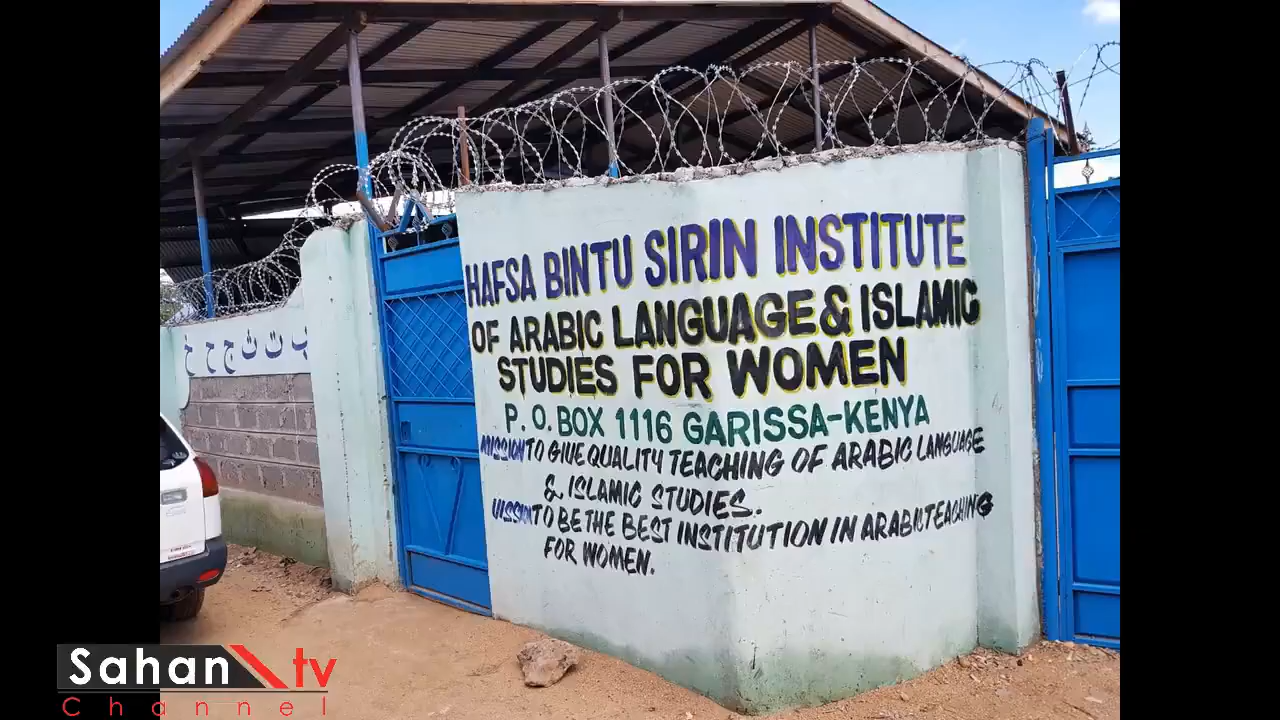 HAFSA BINTU SIRIN INSTITUTE
OF ARABIC LANGUAGE & ISLAMIC
STUDIES FOR WOMEN
P. O. BOX 1116 GARISSA-KENYA
MISSION TO GIVE QUALITY TEACHING OF ARABIC LANGUAGE
& ISLAMIC STUDIES.
VISSION TO BE THE BEST INSTITUTION IN ARABIC TEACHING
FOR WOMEN.
ب ت ث ج ح خ
Sahan tv
Channel